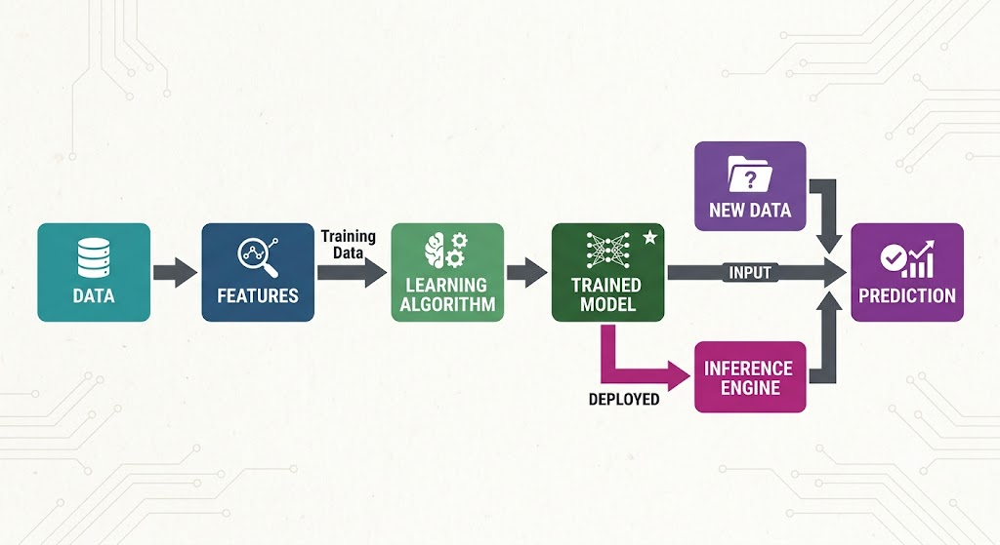 DATA
FEATURES
Training
Data
LEARNING
ALGORITHM
TRAINED
MODEL
DEPLOYED
INPUT
?
NEW DATA
INFERENCE
ENGINE
PREDICTION